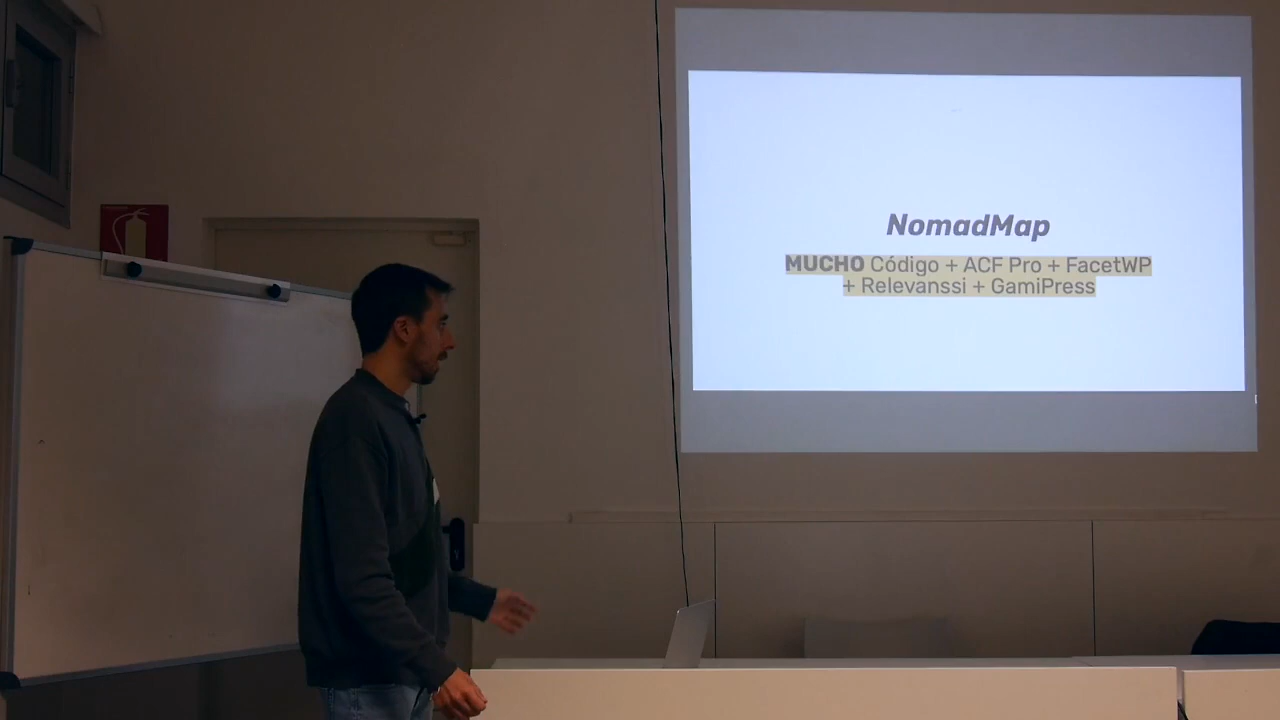 NomadMap
MUCHO Código + ACF Pro + FacetWP
+ Relevanssi + GamiPress